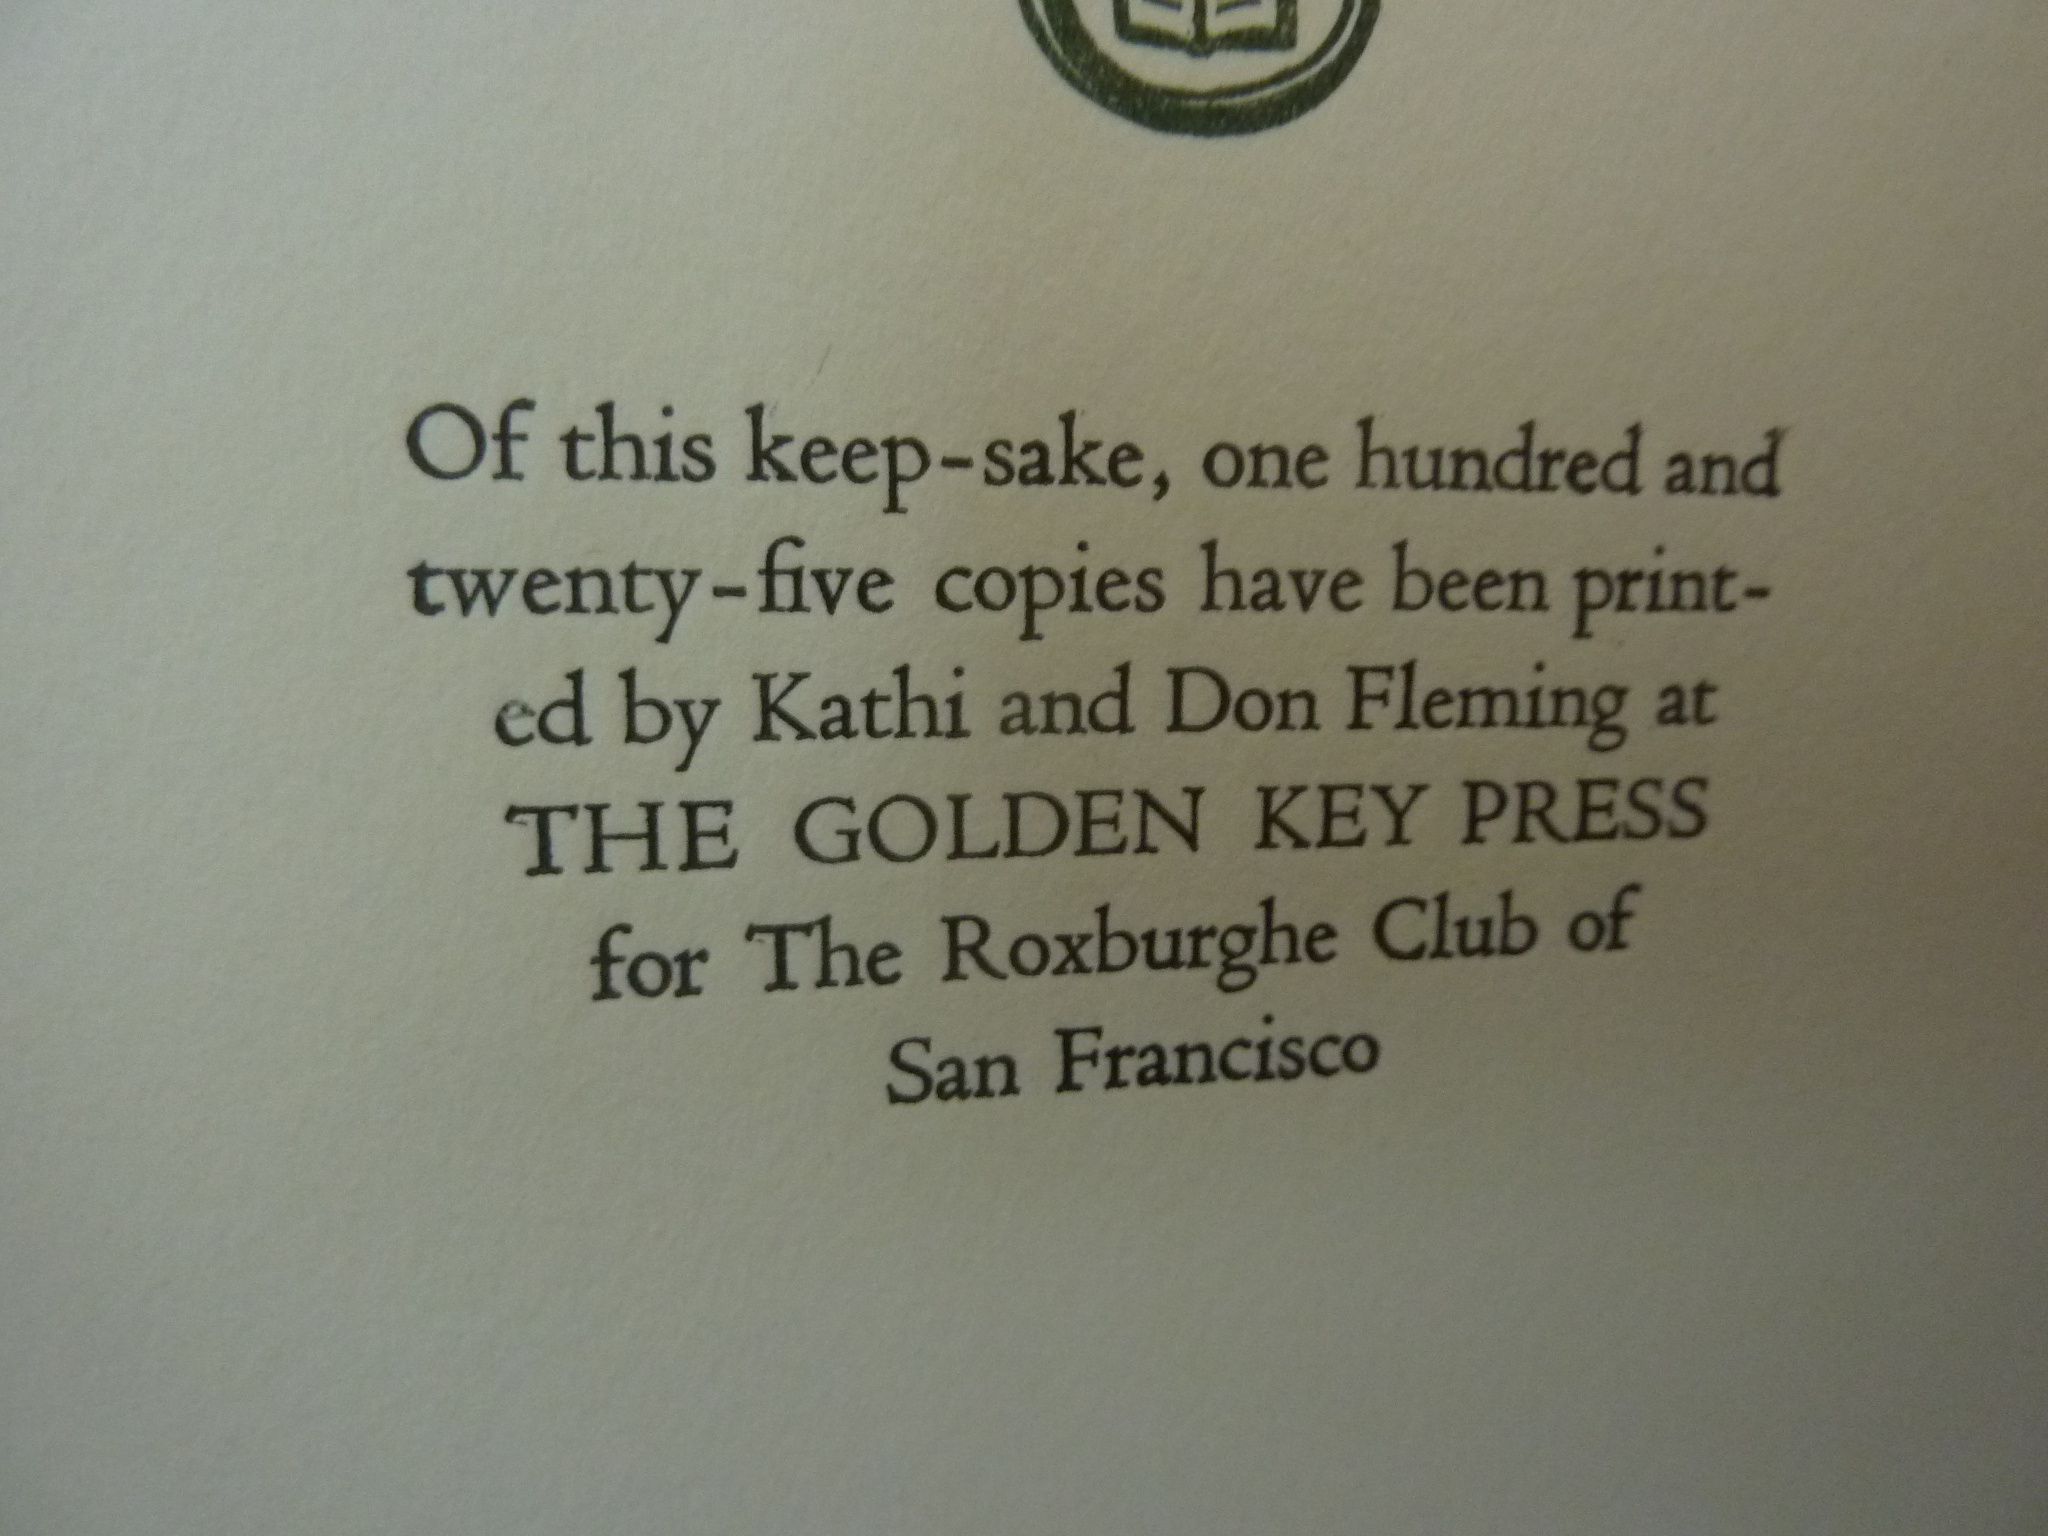 Of this keep-sake, one hundred and
twenty-five copies have been print-
ed by Kathi and Don Fleming at
THE GOLDEN KEY PRESS
for The Roxburghe Club of
San Francisco